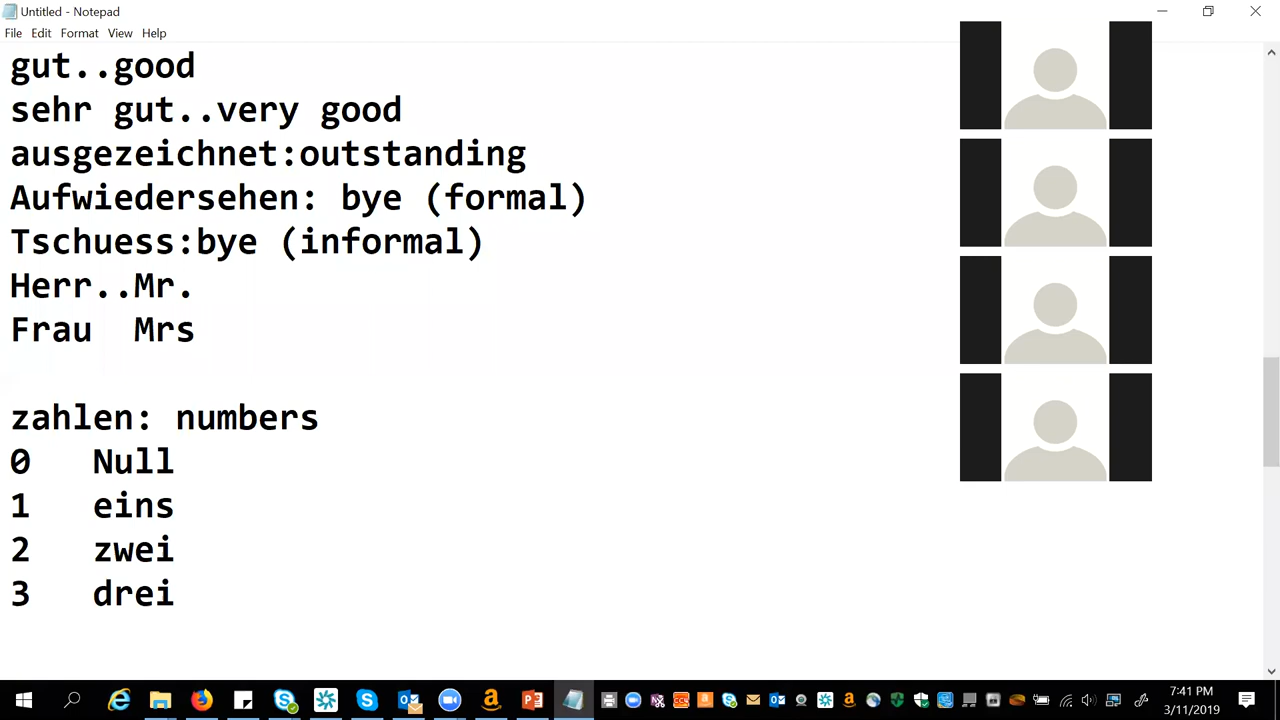 Untitled - Notepad
File Edit Format View Help
gut..good
sehr gut..very good
ausgezeichnet:outstanding
Aufwiedersehen: bye (formal)
Tschuess:bye (informal)
Herr..Mr.
Frau  Mrs
zahlen: numbers
0   Null
1   eins
2   zwei
3   drei
7:41 PM
3/11/2019